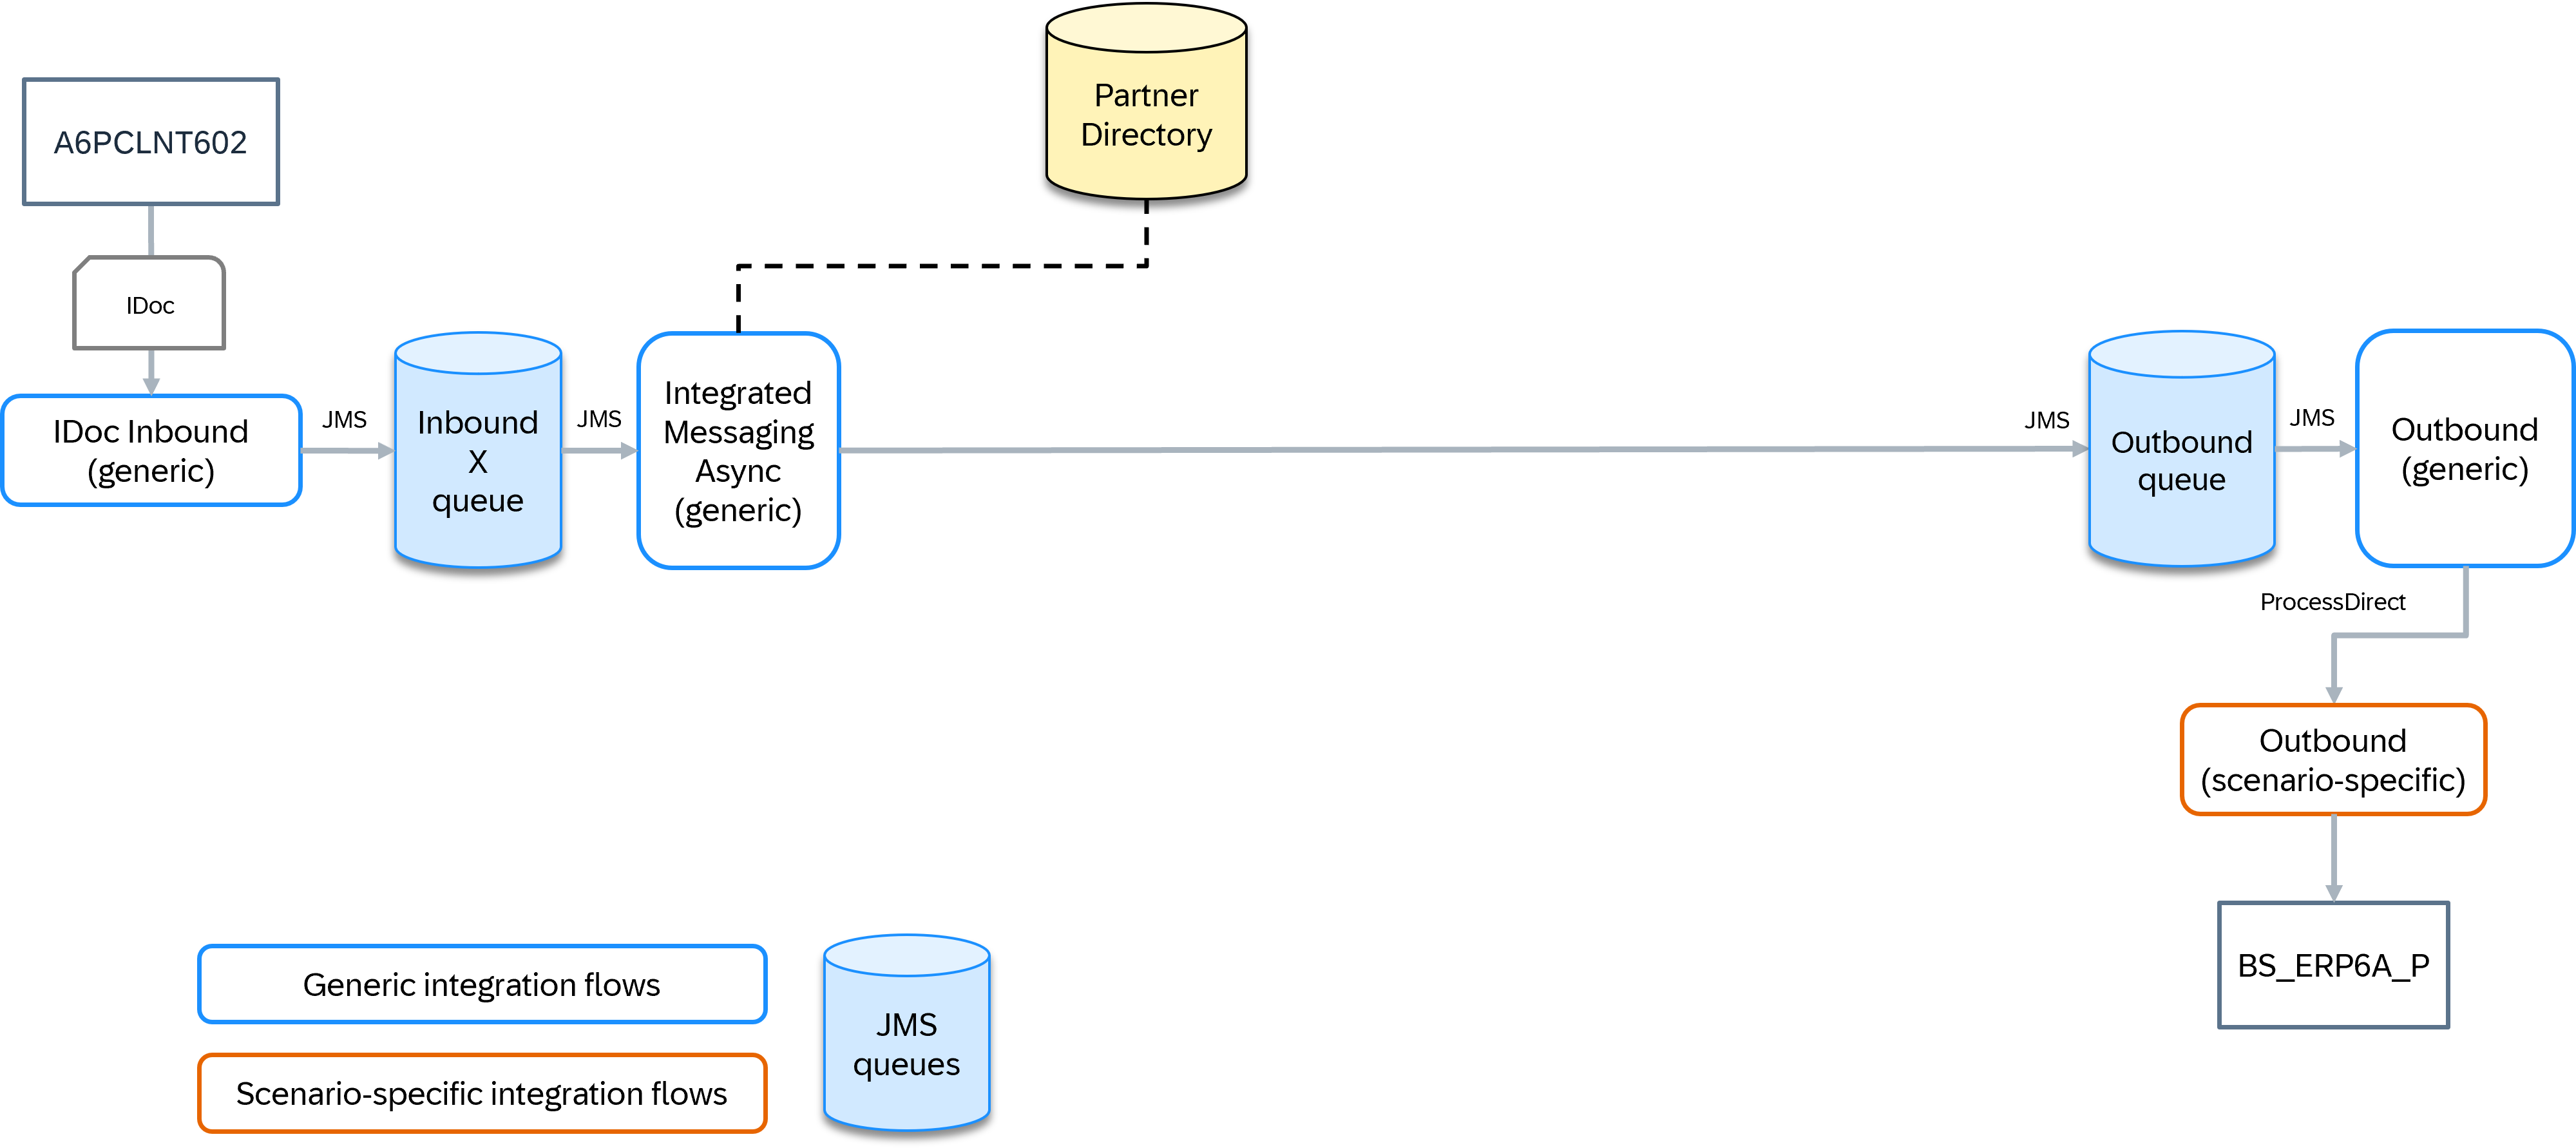 Partner
Directory
A6PCLNT602
IDoc
IDoc Inbound
(generic)
JMS
Inbound
X
queue
JMS
Integrated
Messaging
Async
(generic)
JMS
Outbound
queue
JMS
Outbound
(generic)
ProcessDirect
Outbound
(scenario-specific)
BS_ERP6A_P
Generic integration flows
Scenario-specific integration flows
JMS
queues